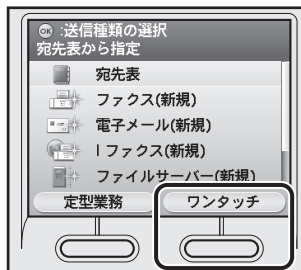 OK :送信種類の選択
宛先表から指定
宛先表
ファクス(新規)
電子メール(新規)
Iファクス(新規)
ファイルサーバー(新規)
定型業務 ワンタッチ